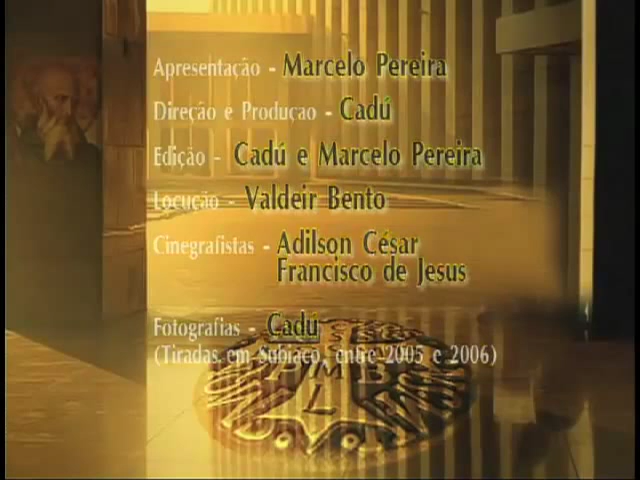 Apresentação - Marcelo Pereira
Direção e Produçao - Cadú
Edição - Cadú e Marcelo Pereira
Locução - Valdeir Bento
Cinegrafistas - Adilson César
Francisco de Jesus
Fotografias - Cadú
(Tiradas em Subiaco, entre 2005 e 2006)